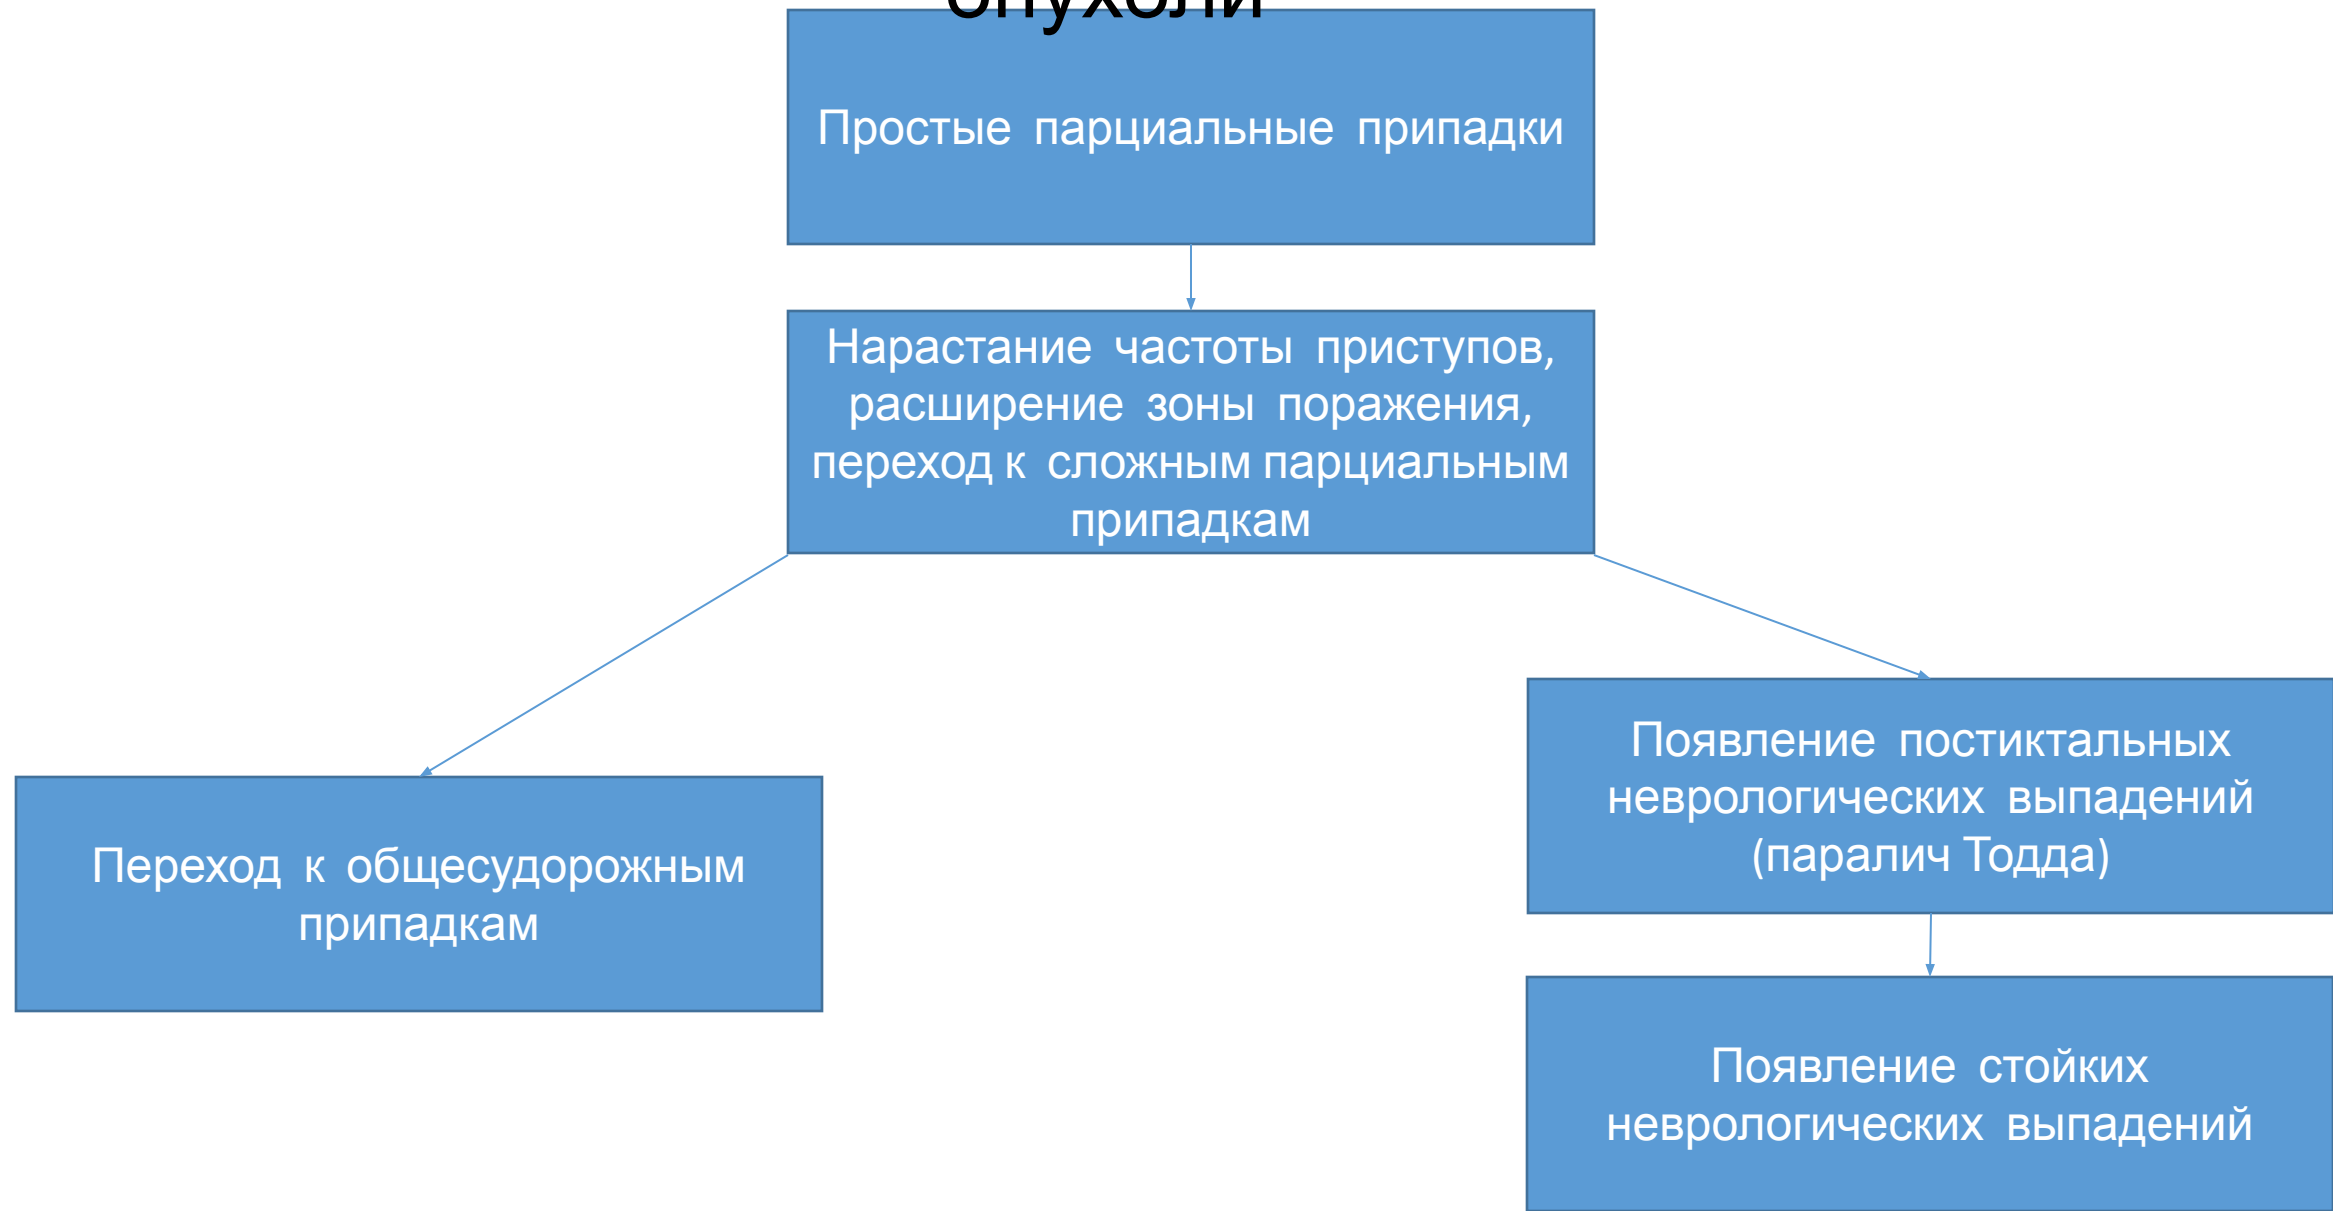 опухоли
Простые парциальные припадки
Нарастание частоты приступов,
расширение зоны поражения,
переход к сложным парциальным
припадкам
Переход к общесудорожным
припадкам
Появление постиктальных
неврологических выпадений
(паралич Тодда)
Появление стойких
неврологических выпадений